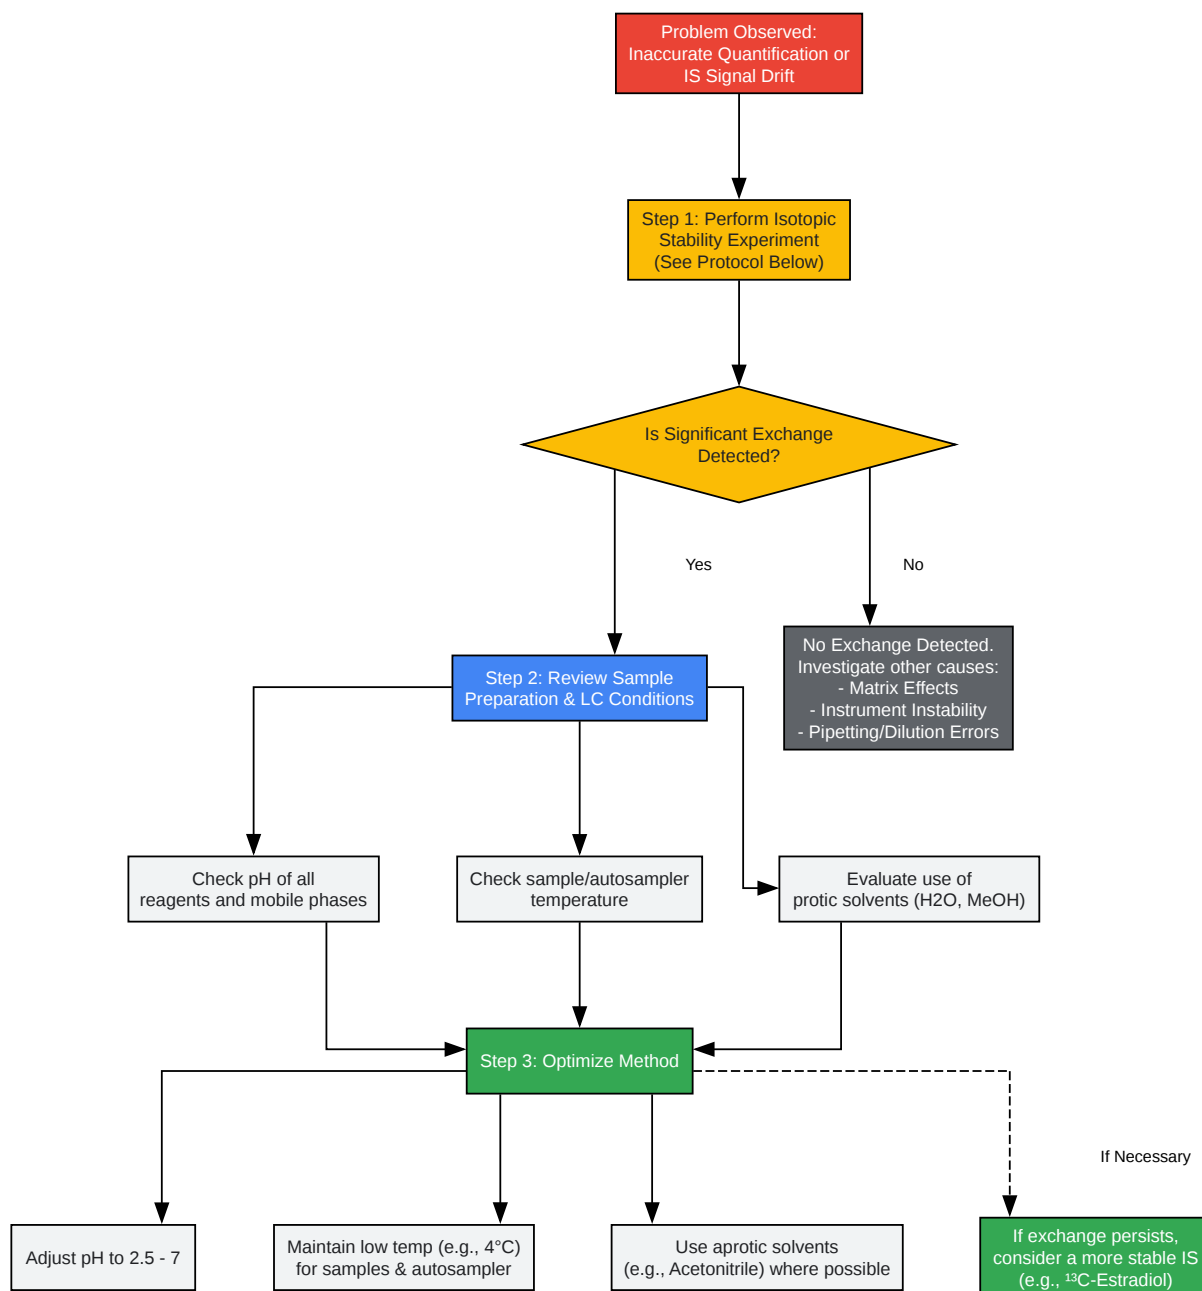 Problem Observed:
Inaccurate Quantification or
IS Signal Drift
Step 1: Perform Isotopic
Stability Experiment
(See Protocol Below)
Is Significant Exchange
Detected?
Yes
No
No Exchange Detected.
Investigate other causes:
- Matrix Effects
- Instrument Instability
- Pipetting/Dilution Errors
Step 2: Review Sample
Preparation & LC Conditions
Check pH of all
reagents and mobile phases
Check sample/autosampler
temperature
Evaluate use of
protic solvents (H2O, MeOH)
Step 3: Optimize Method
If Necessary
Adjust pH to 2.5 - 7
Maintain low temp (e.g., 4°C)
for samples & autosampler
Use aprotic solvents
(e.g., Acetonitrile) where possible
If exchange persists,
consider a more stable IS
(e.g., ¹³C-Estradiol)